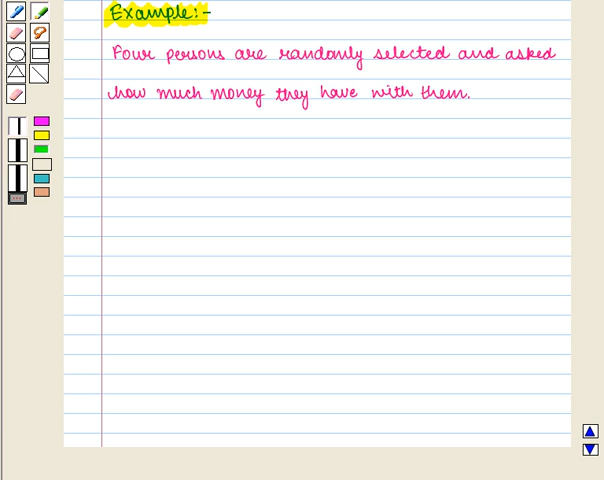 Example:-
Four persons are randomly selected and asked
how much money they have with them.